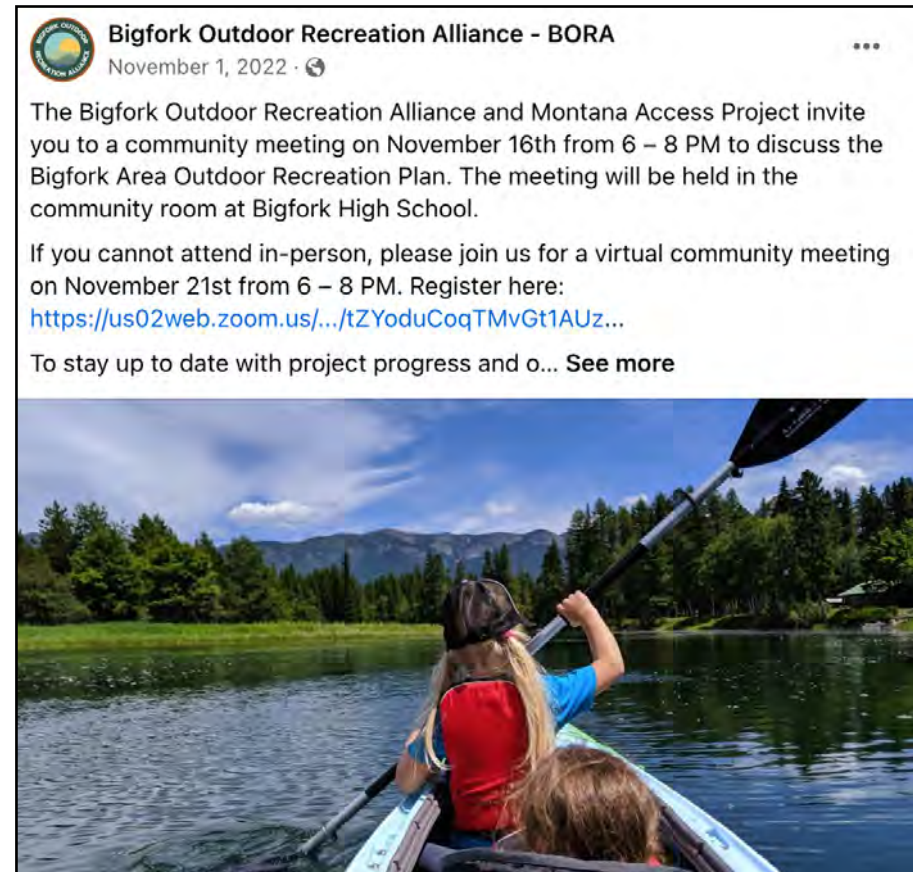 Bigfork Outdoor Recreation Alliance - BORA
November 1, 2022 ·
The Bigfork Outdoor Recreation Alliance and Montana Access Project invite
you to a community meeting on November 16th from 6 – 8 PM to discuss the
Bigfork Area Outdoor Recreation Plan. The meeting will be held in the
community room at Bigfork High School.
If you cannot attend in-person, please join us for a virtual community meeting
on November 21st from 6 – 8 PM. Register here:
https://us02web.zoom.us/.../tZYoduCoqTMvGt1AUz...
To stay up to date with project progress and o... See more